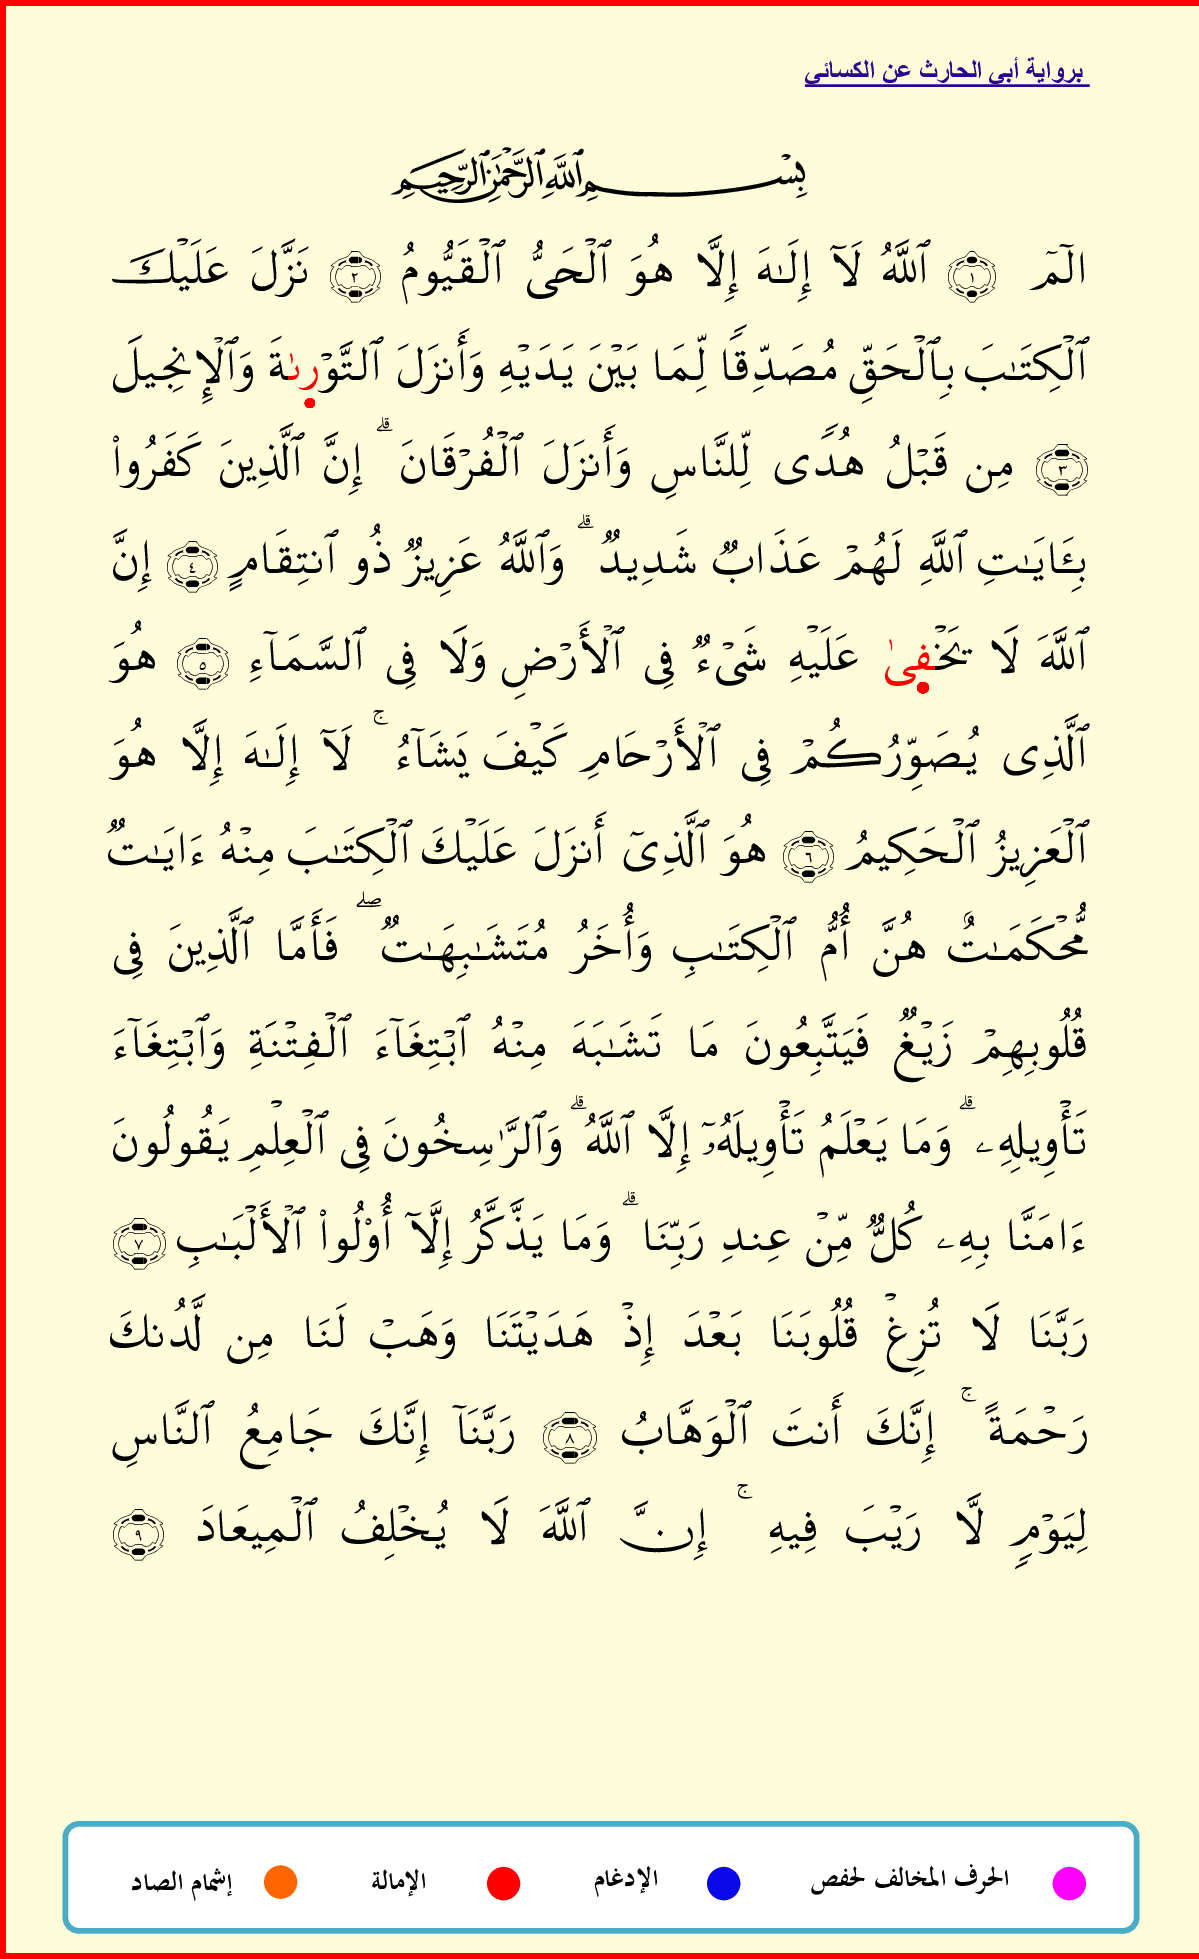 برواية أبي الحارث عن الكسائي
بِسْمِ ٱللَّهِ ٱلرَّحْمَٰنِ ٱلرَّحِيمِ
الٓمٓ ١ ٱللَّهُ لَآ إِلَٰهَ إِلَّا هُوَ ٱلْحَىُّ ٱلْقَيُّومُ ٢ نَزَّلَ عَلَيْكَ
ٱلْكِتَٰبَ بِٱلْحَقِّ مُصَدِّقًا لِّمَا بَيْنَ يَدَيْهِ وَأَنزَلَ ٱلتَّوْرىٰةَ وَٱلْإِنجِيلَ
٣ مِن قَبْلُ هُدًى لِّلنَّاسِ وَأَنزَلَ ٱلْفُرْقَانَ ۗ إِنَّ ٱلَّذِينَ كَفَرُوا۟
بِـَٔايَٰتِ ٱللَّهِ لَهُمْ عَذَابٌ شَدِيدٌ ۗ وَٱللَّهُ عَزِيزٌ ذُو ٱنتِقَامٍ ٤ إِنَّ
ٱللَّهَ لَا يَخْفىٰ عَلَيْهِ شَىْءٌ فِى ٱلْأَرْضِ وَلَا فِى ٱلسَّمَآءِ ٥ هُوَ
ٱلَّذِى يُصَوِّرُكُمْ فِى ٱلْأَرْحَامِ كَيْفَ يَشَآءُ ۚ لَآ إِلَٰهَ إِلَّا هُوَ
ٱلْعَزِيزُ ٱلْحَكِيمُ ٦ هُوَ ٱلَّذِىٓ أَنزَلَ عَلَيْكَ ٱلْكِتَٰبَ مِنْهُ ءَايَٰتٌ
مُّحْكَمَٰتٌ هُنَّ أُمُّ ٱلْكِتَٰبِ وَأُخَرُ مُتَشَٰبِهَٰتٌ ۖ فَأَمَّا ٱلَّذِينَ فِى
قُلُوبِهِمْ زَيْغٌ فَيَتَّبِعُونَ مَا تَشَٰبَهَ مِنْهُ ٱبْتِغَآءَ ٱلْفِتْنَةِ وَٱبْتِغَآءَ
تَأْوِيلِهِۦ ۗ وَمَا يَعْلَمُ تَأْوِيلَهُۥٓ إِلَّا ٱللَّهُ ۗ وَٱلرَّٰسِخُونَ فِى ٱلْعِلْمِ يَقُولُونَ
ءَامَنَّا بِهِۦ كُلٌّ مِّنْ عِندِ رَبِّنَا ۗ وَمَا يَذَّكَّرُ إِلَّآ أُو۟لُوا۟ ٱلْأَلْبَٰبِ ٧
رَبَّنَا لَا تُزِغْ قُلُوبَنَا بَعْدَ إِذْ هَدَيْتَنَا وَهَبْ لَنَا مِن لَّدُنكَ
رَحْمَةً ۚ إِنَّكَ أَنتَ ٱلْوَهَّابُ ٨ رَبَّنَآ إِنَّكَ جَامِعُ ٱلنَّاسِ
لِيَوْمٍ لَّا رَيْبَ فِيهِ ۚ إِنَّ ٱللَّهَ لَا يُخْلِفُ ٱلْمِيعَادَ ٩
الحرف المخالف لحفص الإدغام الإمالة إشمام الصاد